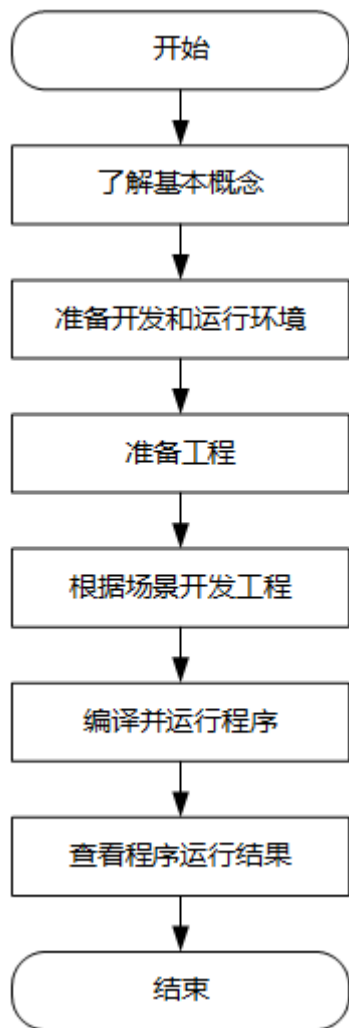 开始
了解基本概念
准备开发和运行环境
准备工程
根据场景开发工程
编译并运行程序
查看程序运行结果
结束